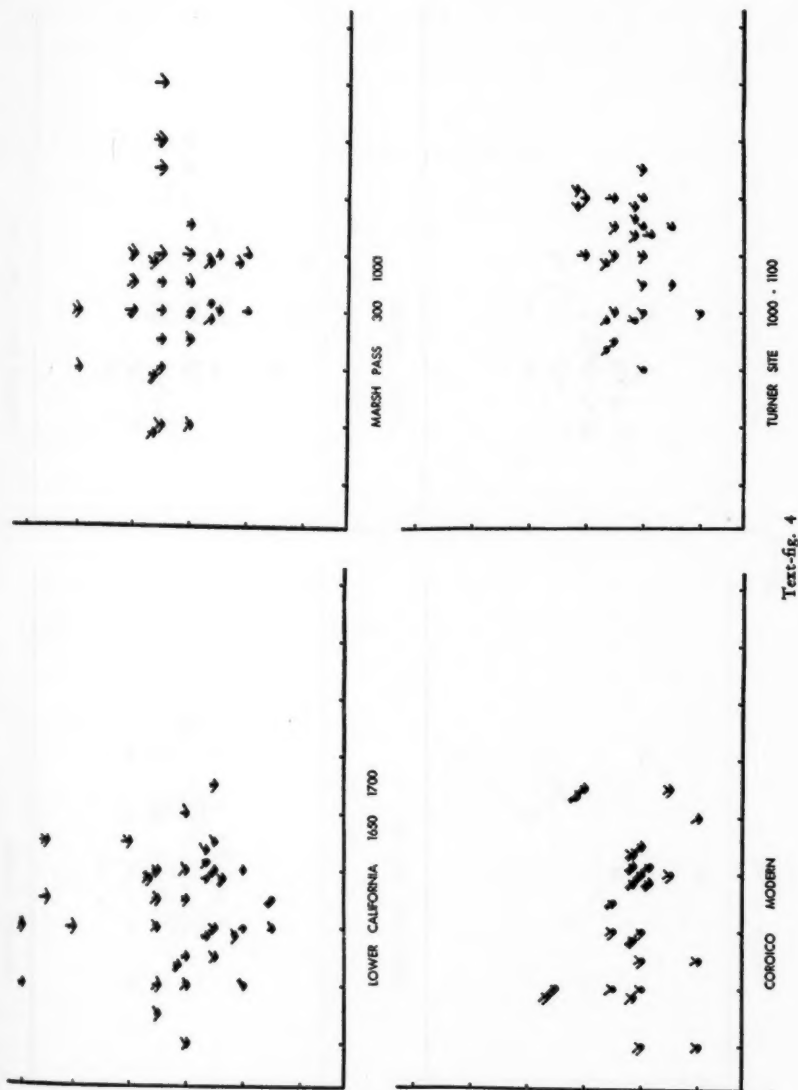 MARSH PASS 300 1000
TURNER SITE 1000 - 1100
LOWER CALIFORNIA 1650 1700
COROICO MODERN
Text-fig. 4